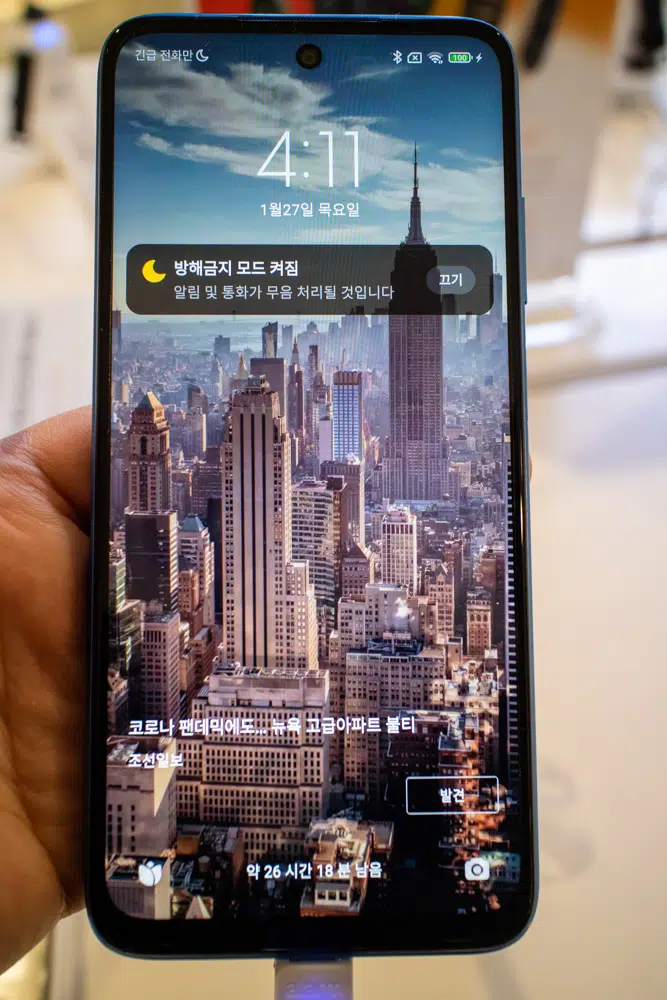 긴급 전화만
100
4:11
1월27일 목요일
방해금지 모드 켜짐
알림 및 통화가 무음 처리될 것입니다
끄기
코로나 팬데믹에도... 뉴욕 고급아파트 불티
조선일보
발견
약 26 시간 18 분 남음